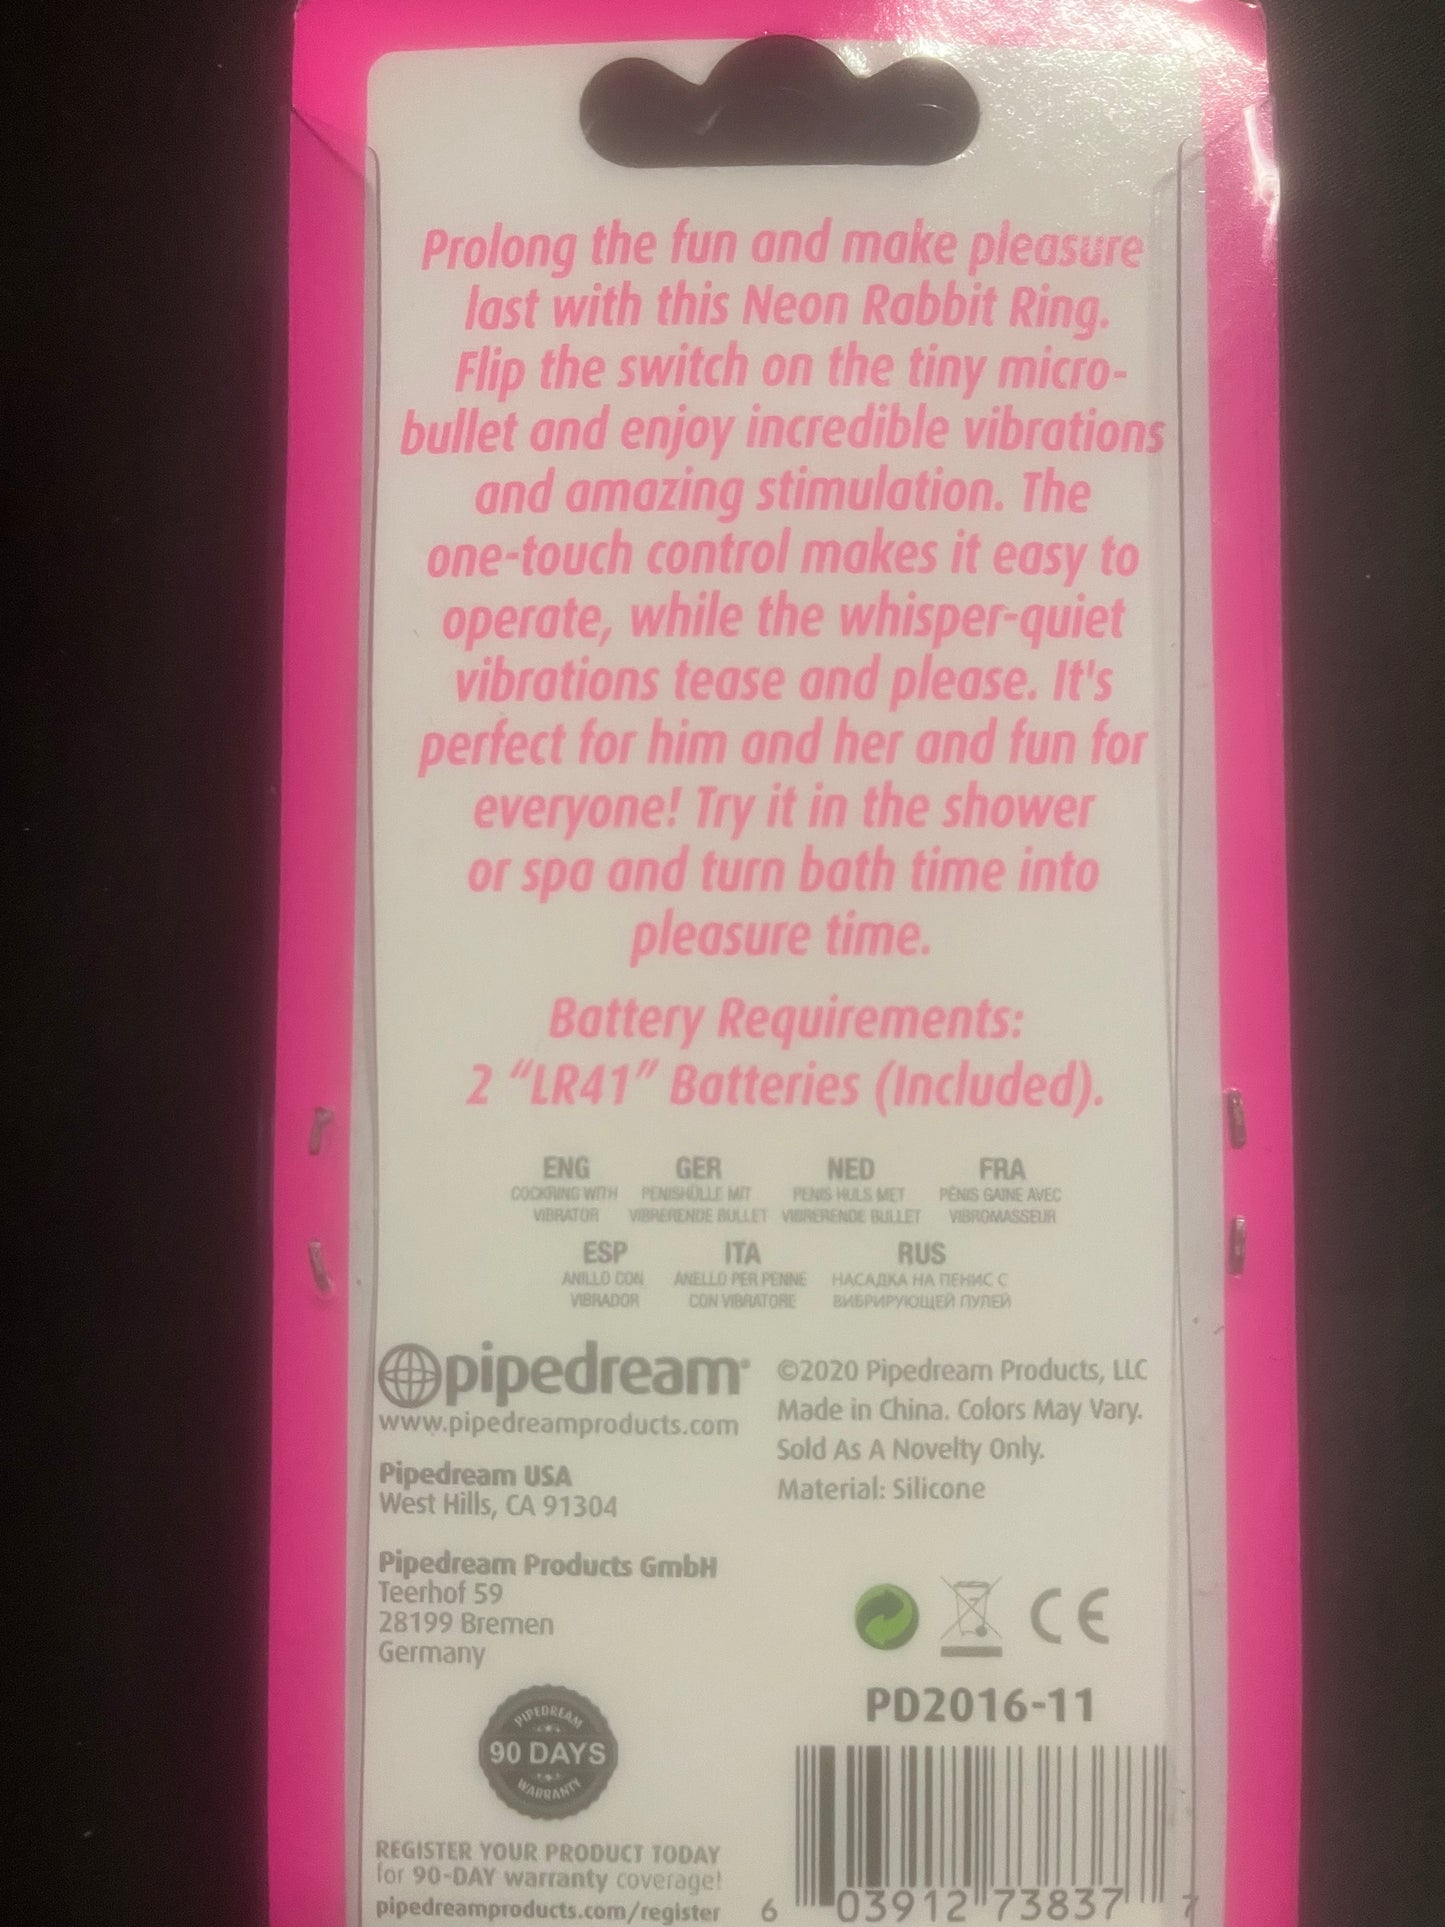 Prolong the fun and make pleasure
last with this Neon Rabbit Ring.
Flip the switch on the tiny micro-
bullet and enjoy incredible vibrations
and amazing stimulation. The
one-touch control makes it easy to
operate, while the whisper-quiet
vibrations tease and please. It's
perfect for him and her and fun for
everyone! Try it in the shower
or spa and turn bath time into
pleasure time.
Battery Requirements:
2 “LR41” Batteries (Included).
ENG
COCKRING WITH
VIBRATOR
GER
PENISHÜLLE MIT
VIBRERENDE BULLET
NED
PENIS HULS MET
VIBRERENDE BULLET
FRA
PÉNIS GAINE AVEC
VIBROMASSEUR
ESP
ANILLO CON
VIBRADOR
ITA
ANELLO PER PENNE
CON VIBRATORE
RUS
НАСАДКА НА ПЕНИС С
ВИБРИРУЮЩЕЙ ПУЛЕЙ
pipedream®
www.pipedreamproducts.com
Pipedream USA
West Hills, CA 91304
Pipedream Products GmbH
Teerhof 59
28199 Bremen
Germany
©2020 Pipedream Products, LLC
Made in China. Colors May Vary.
Sold As A Novelty Only.
Material: Silicone
CE
PD2016-11
PIPEDREAM
90 DAYS
WARRANTY
REGISTER YOUR PRODUCT TODAY
for 90-DAY warranty coverage!
pipedreamproducts.com/register
6 03912 73837 7